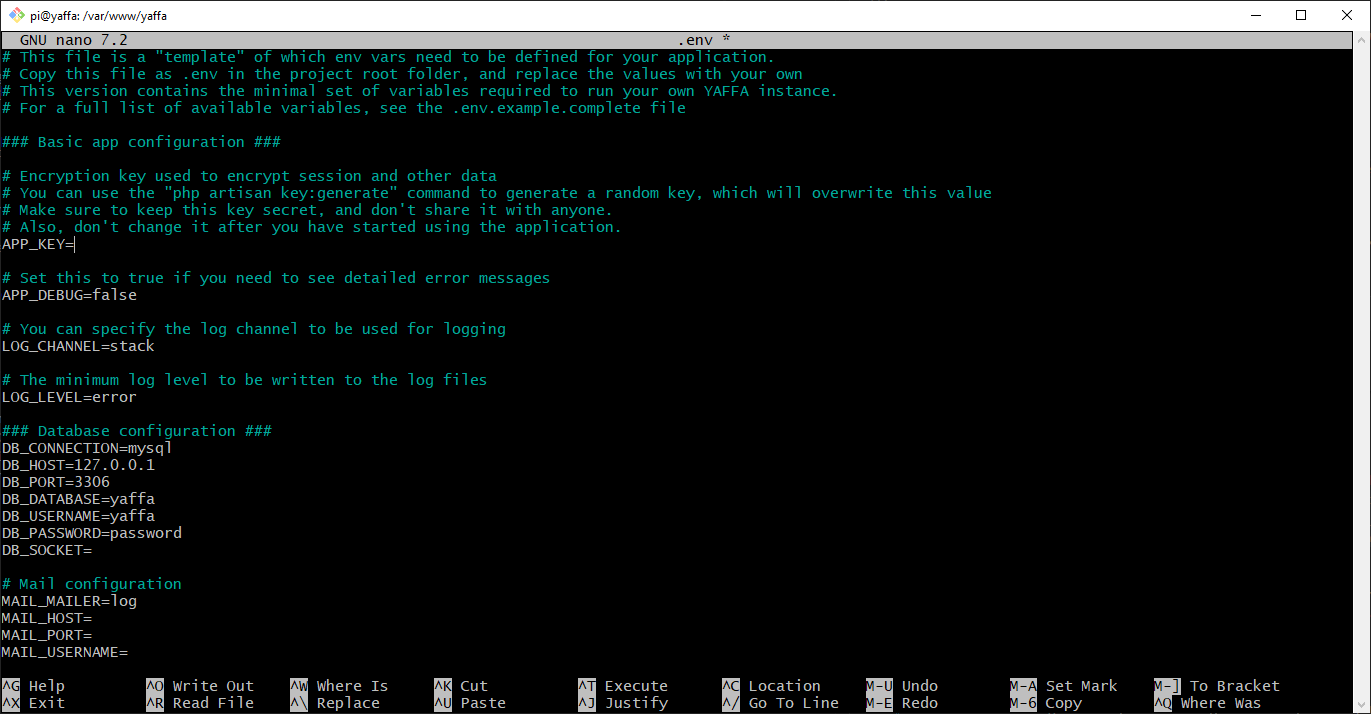 pi@yaffa: /var/www/yaffa
GNU nano 7.2 .env *
# This file is a "template" of which env vars need to be defined for your application.
# Copy this file as .env in the project root folder, and replace the values with your own
# This version contains the minimal set of variables required to run your own YAFFA instance.
# For a full list of available variables, see the .env.example.complete file
### Basic app configuration ###
# Encryption key used to encrypt session and other data
# You can use the "php artisan key:generate" command to generate a random key, which will overwrite this value
# Make sure to keep this key secret, and don't share it with anyone.
# Also, don't change it after you have started using the application.
APP_KEY=
# Set this to true if you need to see detailed error messages
APP_DEBUG=false
# You can specify the log channel to be used for logging
LOG_CHANNEL=stack
# The minimum log level to be written to the log files
LOG_LEVEL=error
### Database configuration ###
DB_CONNECTION=mysql
DB_HOST=127.0.0.1
DB_PORT=3306
DB_DATABASE=yaffa
DB_USERNAME=yaffa
DB_PASSWORD=password
DB_SOCKET=
# Mail configuration
MAIL_MAILER=log
MAIL_HOST=
MAIL_PORT=
MAIL_USERNAME=
^G Help ^O Write Out ^W Where Is ^K Cut ^T Execute ^C Location M-U Undo M-A Set Mark M-] To Bracket
^X Exit ^R Read File ^\ Replace ^U Paste ^J Justify ^/ Go To Line M-E Redo M-6 Copy ^Q Where Was